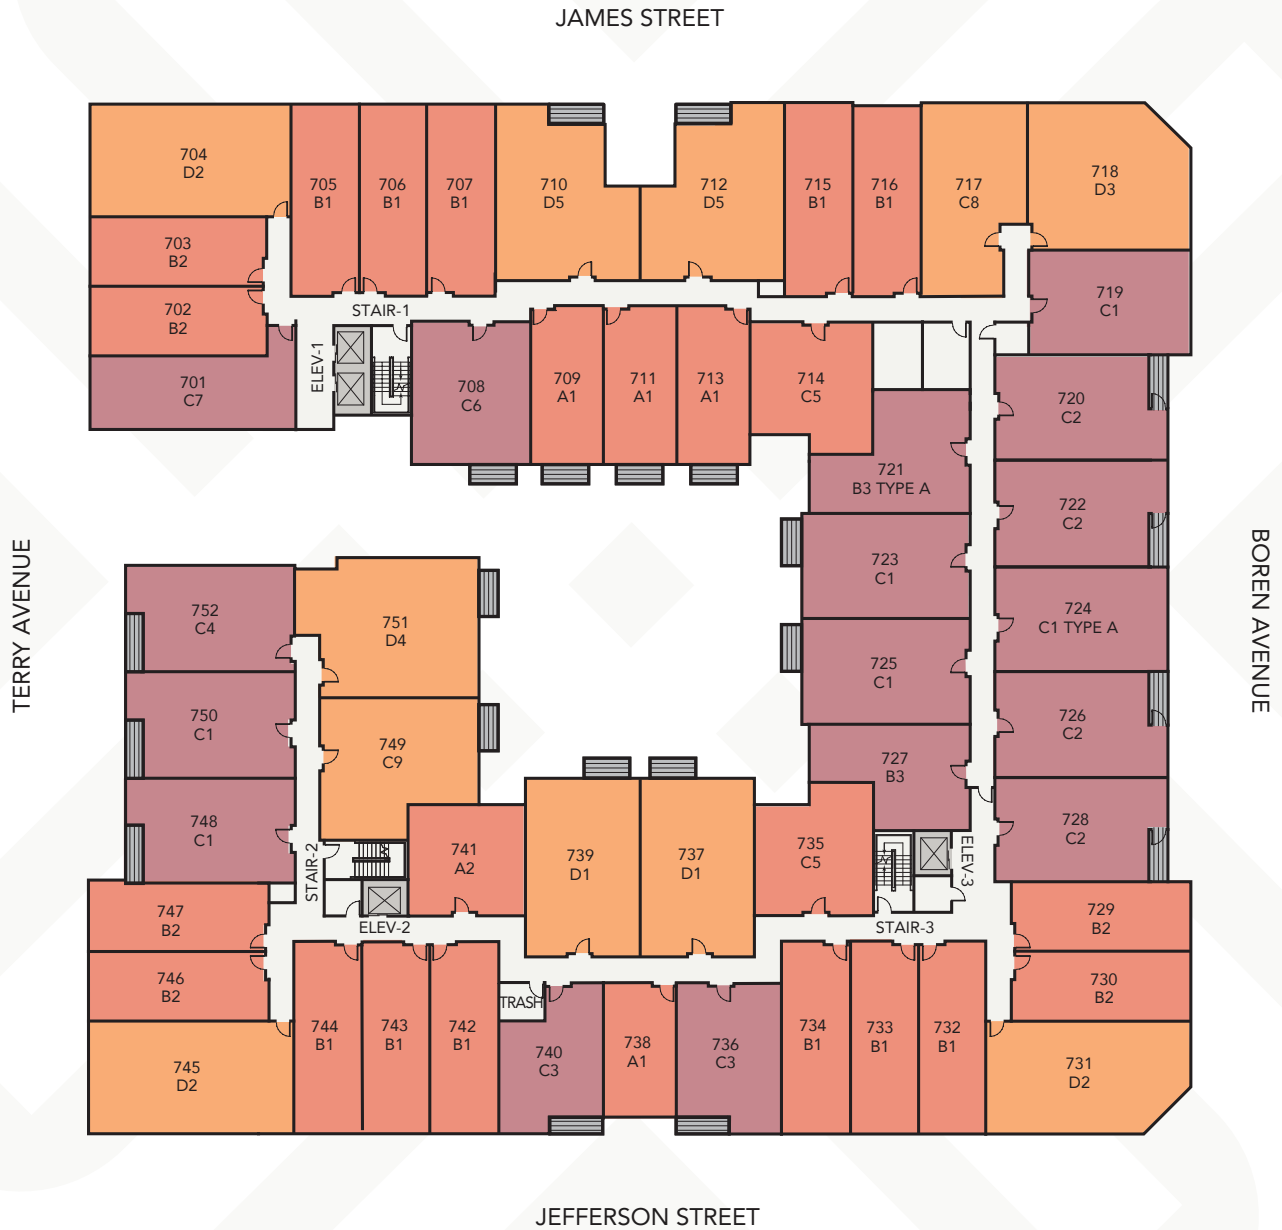 JAMES STREET
704
D2
705
B1
706
B1
707
B1
710
D5
712
D5
715
B1
716
B1
717
C8
718
D3
703
B2
702
B2
701
C7
STAIR-1
ELEV-1
708
C6
709
A1
711
A1
713
A1
714
C5
719
C1
720
C2
721
B3 TYPE A
722
C2
723
C1
724
C1 TYPE A
725
C1
726
C2
727
B3
728
C2
TERRY AVENUE
BOREN AVENUE
752
C4
751
D4
750
C1
749
C9
748
C1
STAIR-2
741
A2
739
D1
737
D1
735
C5
ELEV-3
747
B2
ELEV-2
STAIR-3
729
B2
746
B2
730
B2
745
D2
744
B1
743
B1
742
B1
TRASH
740
C3
738
A1
736
C3
734
B1
733
B1
732
B1
731
D2
JEFFERSON STREET